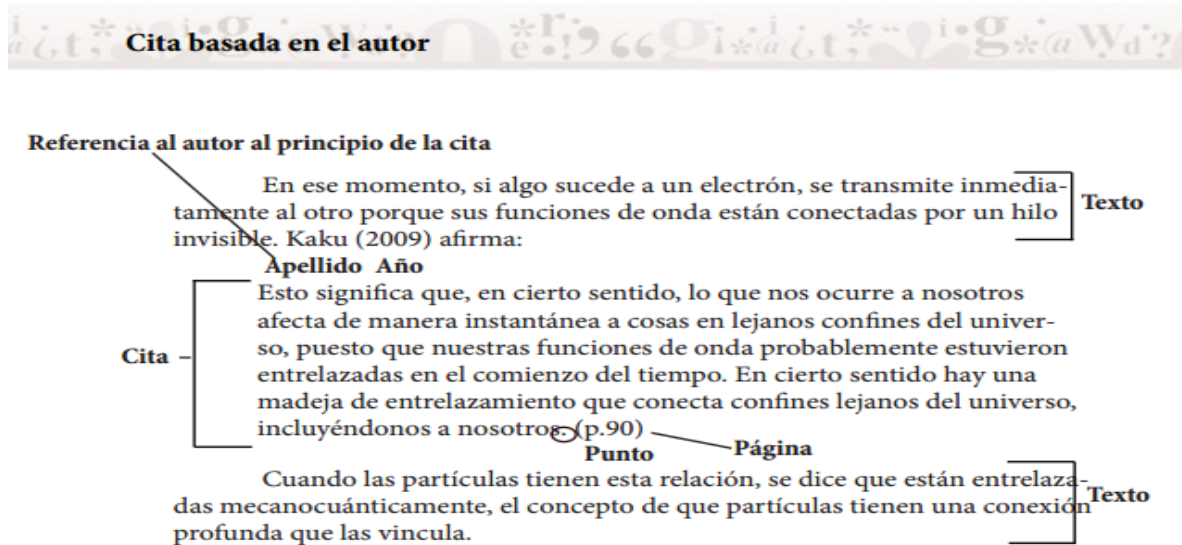 Cita basada en el autor
Referencia al autor al principio de la cita
En ese momento, si algo sucede a un electrón, se transmite inmedia-
tamente al otro porque sus funciones de onda están conectadas por un hilo
invisible. Kaku (2009) afirma:
Texto
Apellido Año
Esto significa que, en cierto sentido, lo que nos ocurre a nosotros
afecta de manera instantánea a cosas en lejanos confines del univer-
so, puesto que nuestras funciones de onda probablemente estuvieron
entrelazadas en el comienzo del tiempo. En cierto sentido hay una
madeja de entrelazamiento que conecta confines lejanos del universo,
incluyéndonos a nosotros. (p.90)
Cita
Punto
Página
Cuando las partículas tienen esta relación, se dice que están entrelaza-
das mecanocuánticamente, el concepto de que partículas tienen una conexión
profunda que las vincula.
Texto